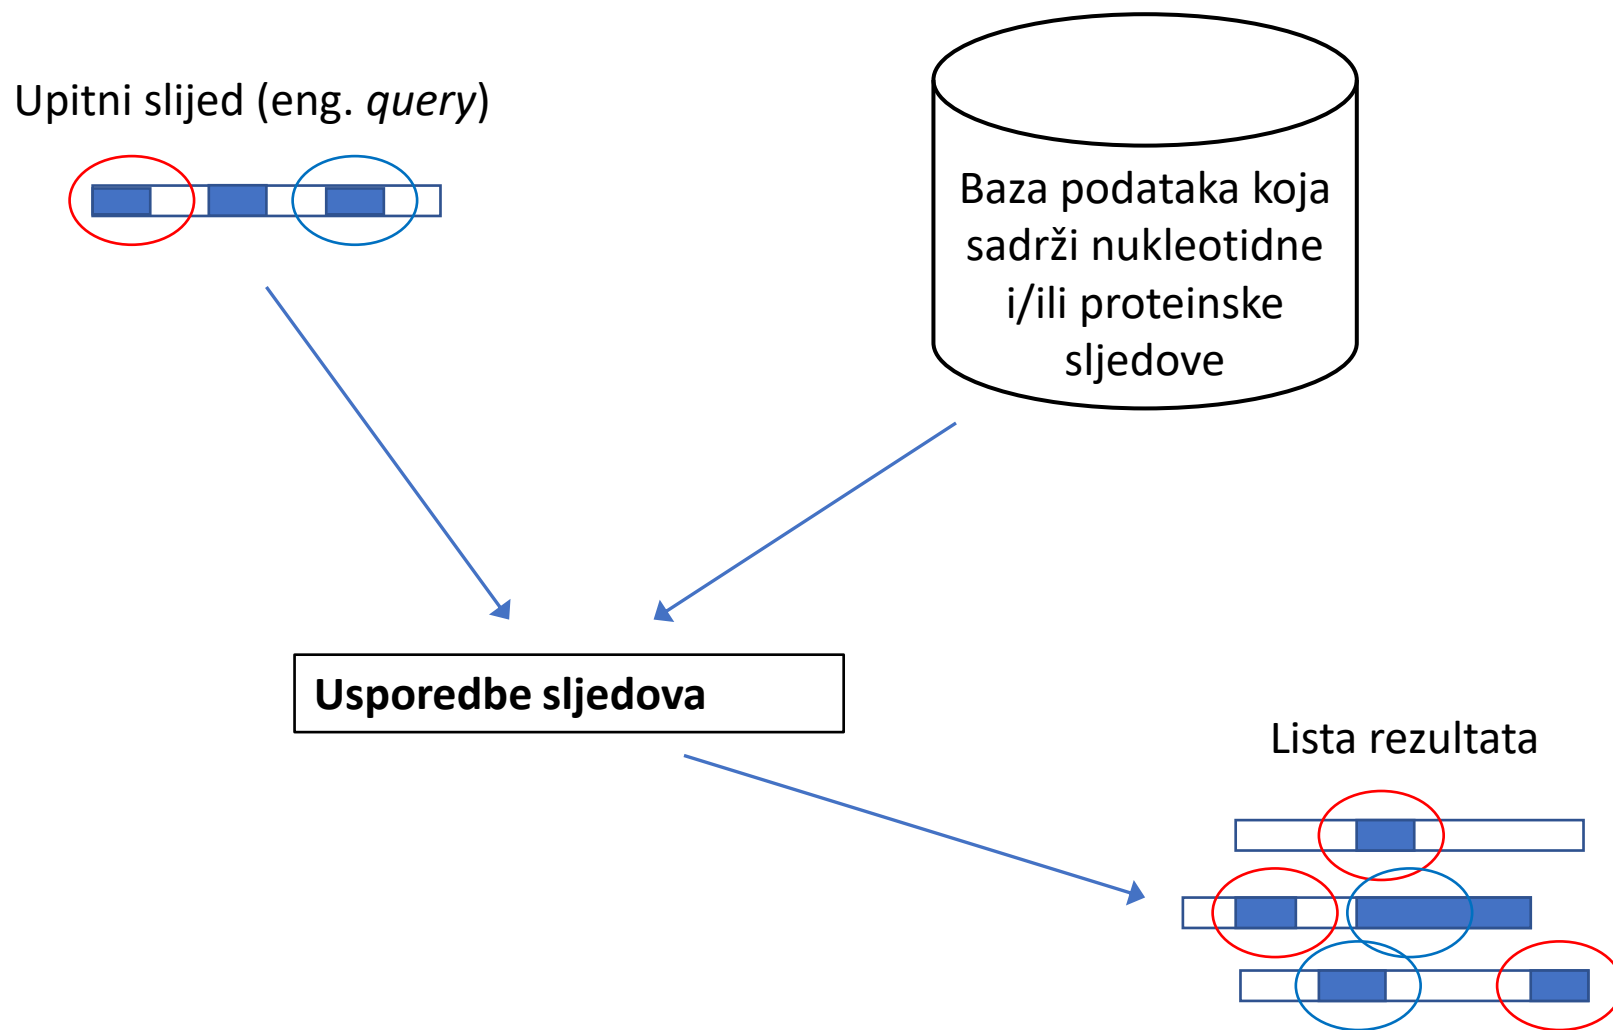 Upitni slijed (eng. query)
Baza podataka koja
sadrži nukleotidne
i/ili proteinske
sljedove
Usporedbe sljedova
Lista rezultata